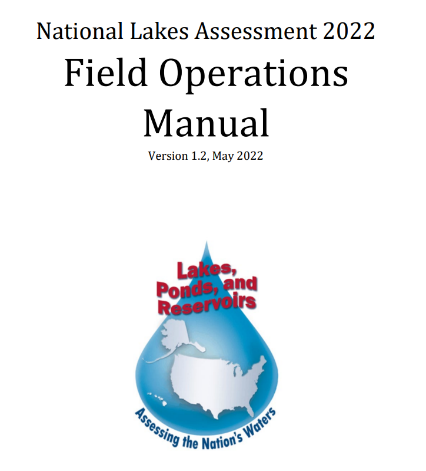 National Lakes Assessment 2022
Field Operations
Manual
Version 1.2, May 2022
Lakes,
Ponds, and
Reservoirs
Assessing the Nation's Waters